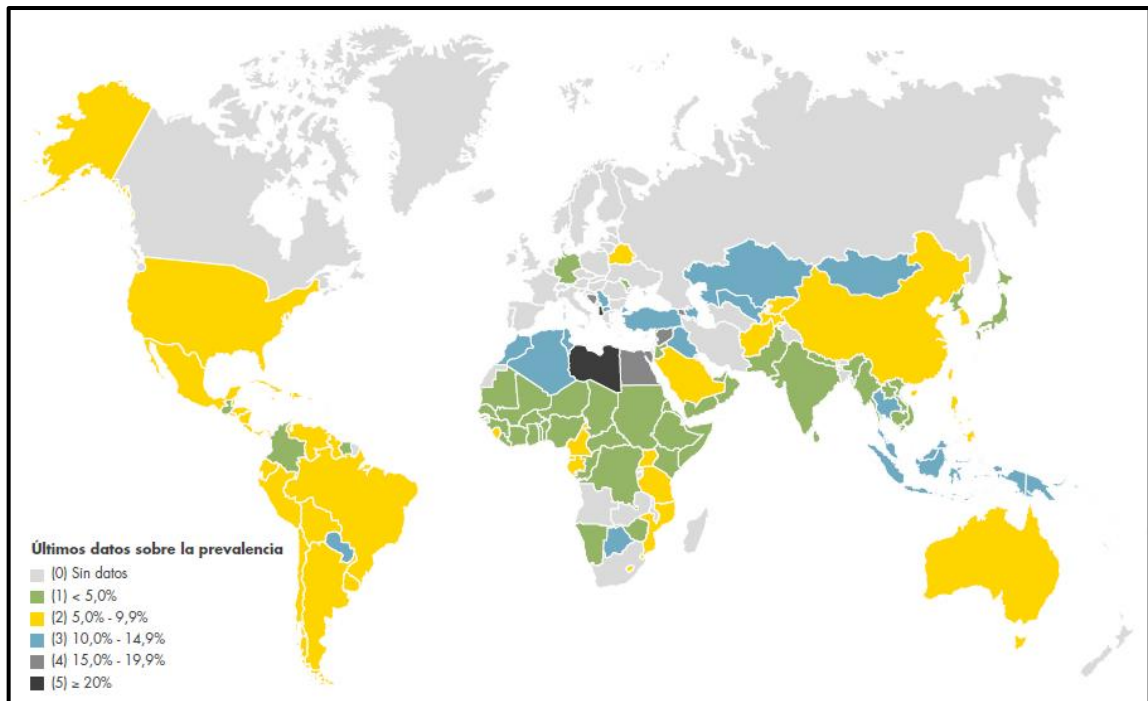 Últimos datos sobre la prevalencia
(0) Sin datos
(1) < 5,0%
(2) 5,0% - 9,9%
(3) 10,0% - 14,9%
(4) 15,0% - 19,9%
(5) ≥ 20%